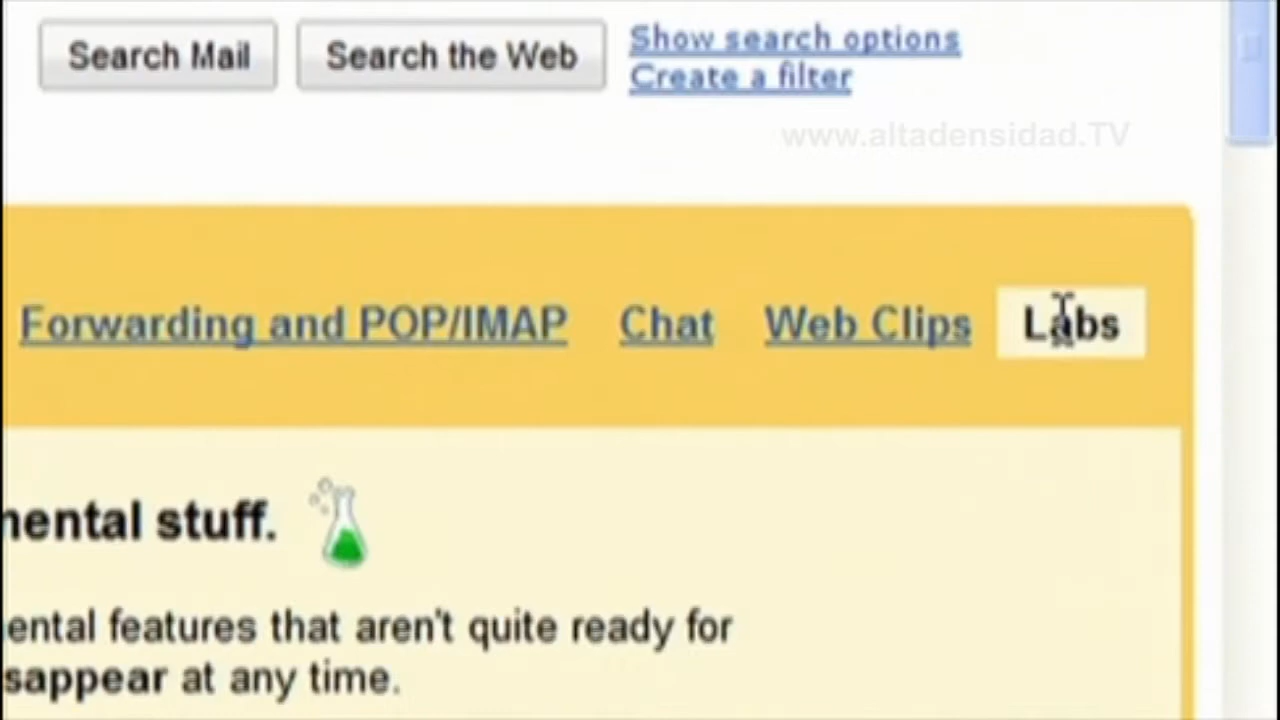 Search Mail Search the Web Show search options
Create a filter
www.altadensidad.TV
Forwarding and POP/IMAP Chat Web Clips Labs
mental stuff.
ental features that aren't quite ready for
sappear at any time.